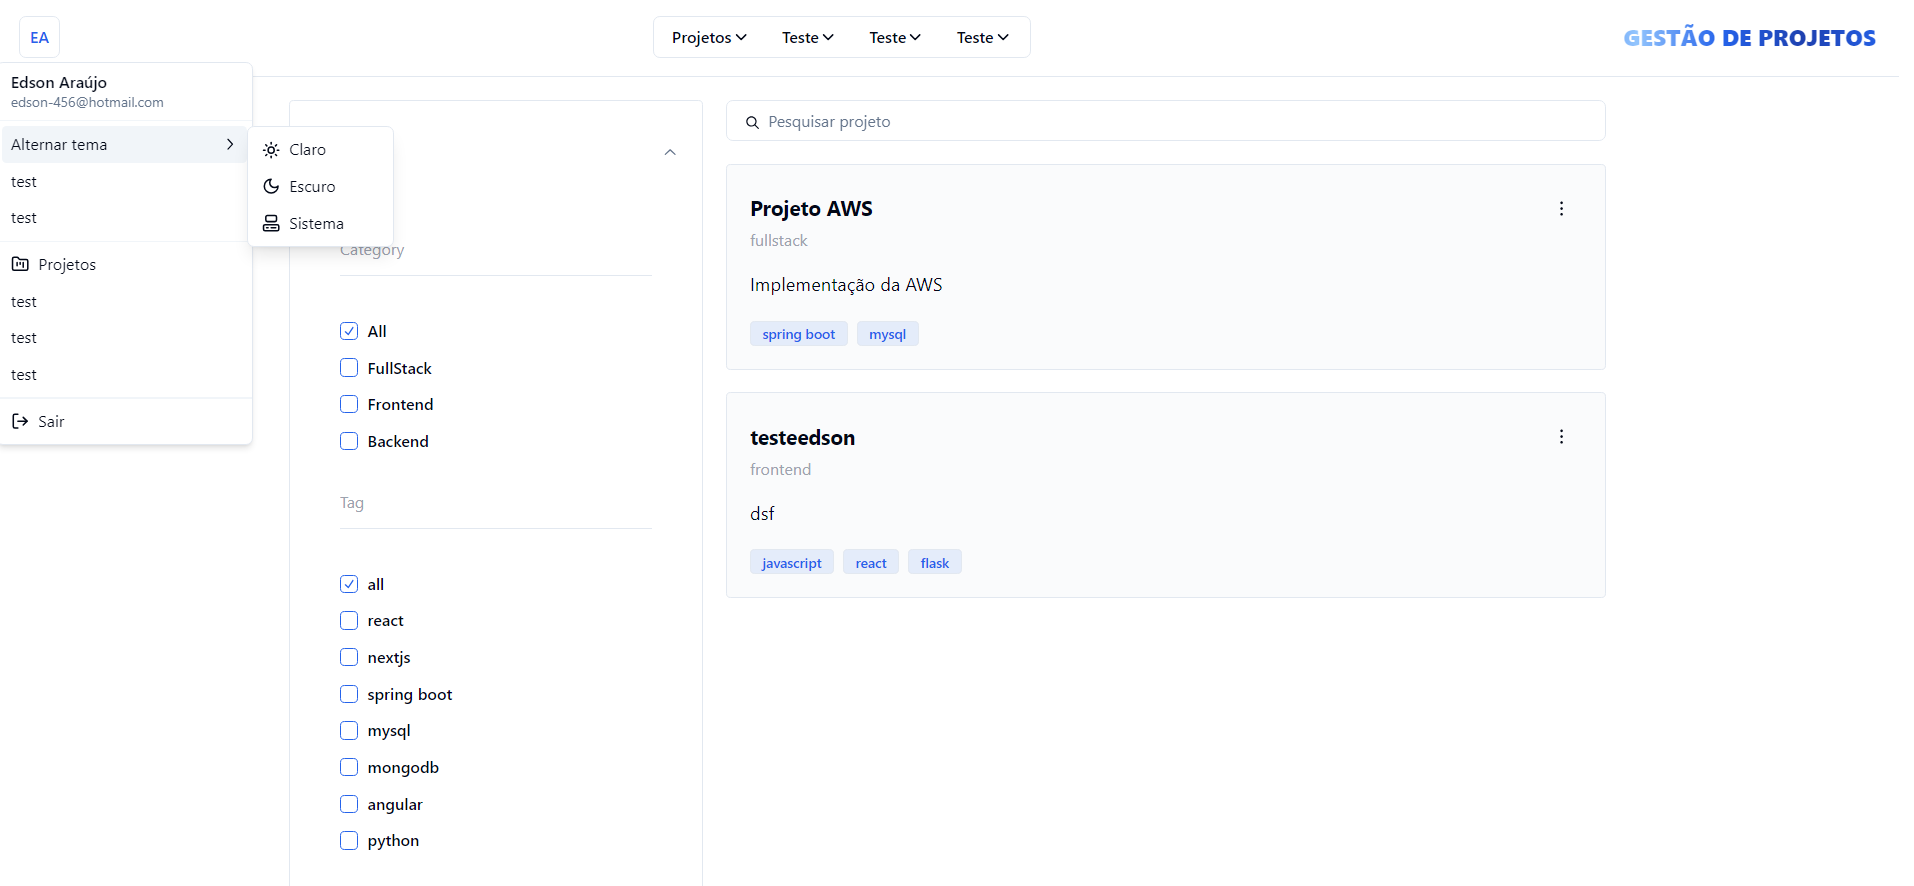 EA
Projetos
Teste
Teste
Teste
GESTÃO DE PROJETOS
Edson Araújo
edson-456@hotmail.com
Alternar tema
test
test
Projetos
test
test
test
Sair
Claro
Escuro
Sistema
Category
All
FullStack
Frontend
Backend
Tag
all
react
nextjs
spring boot
mysql
mongodb
angular
python
Pesquisar projeto
Projeto AWS
fullstack
Implementação da AWS
spring boot mysql
testeedson
frontend
dsf
javascript react flask